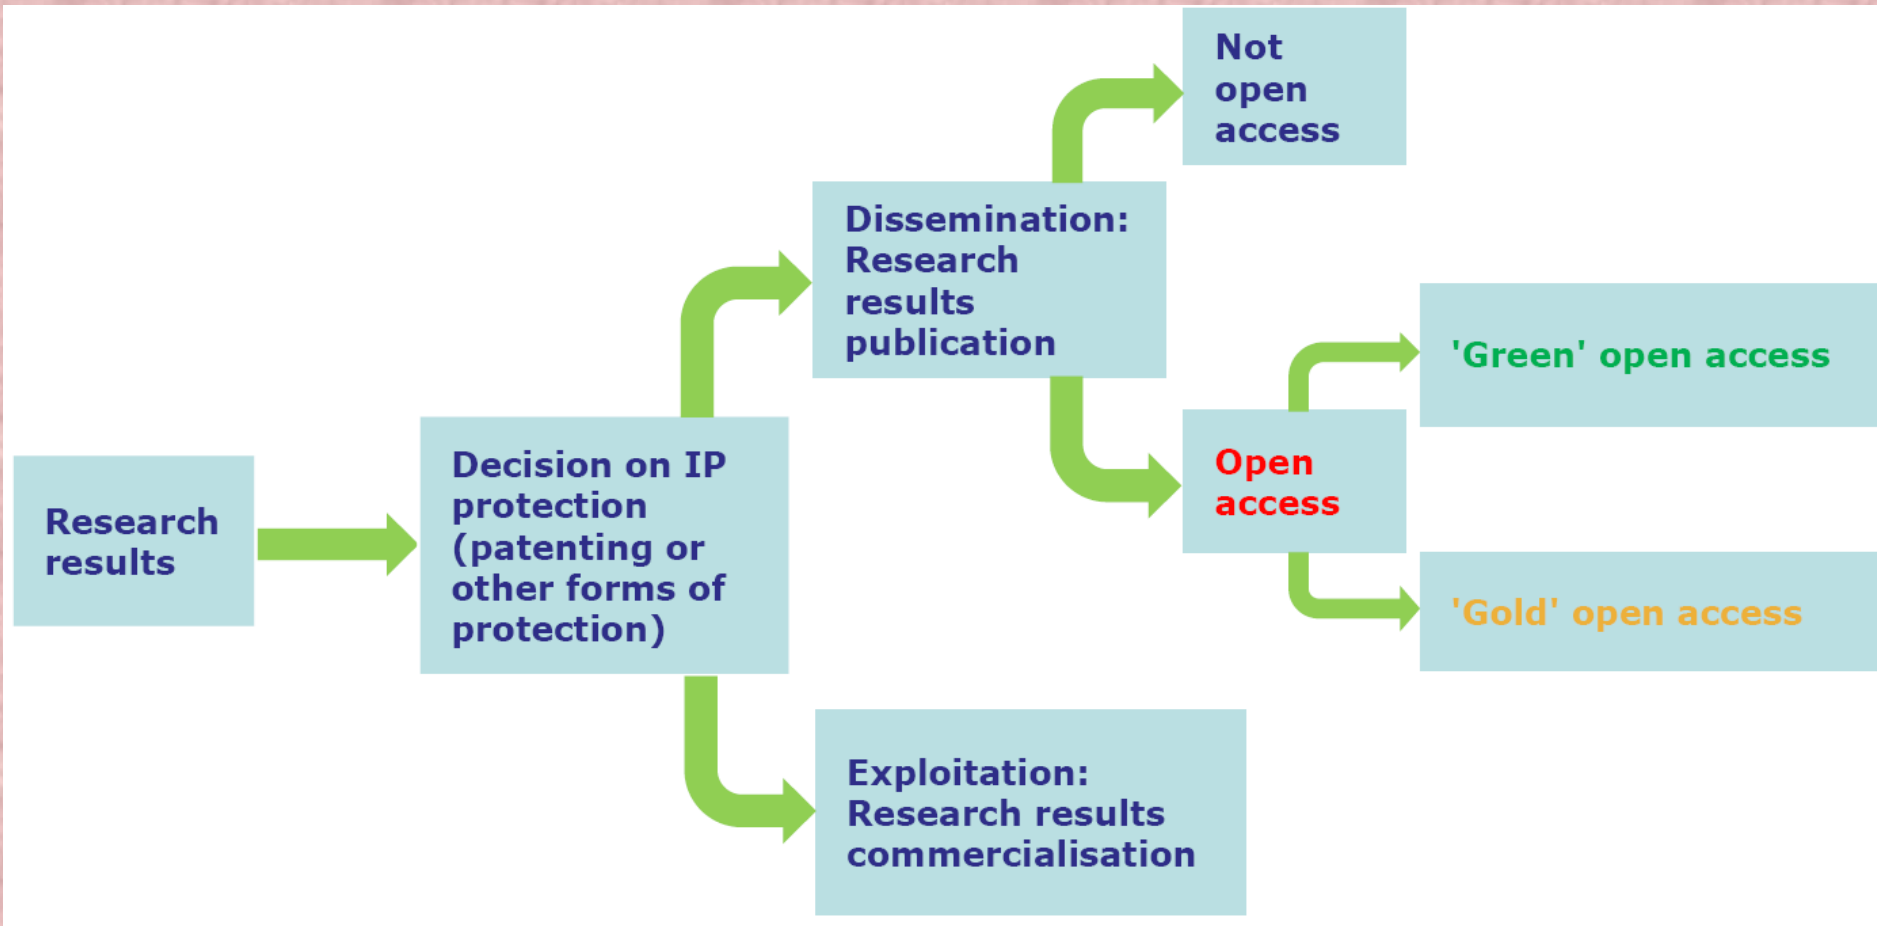 Research
results
Decision on IP
protection
(patenting or
other forms of
protection)
Dissemination:
Research
results
publication
Not
open
access
Open
access
'Green' open access
'Gold' open access
Exploitation:
Research results
commercialisation